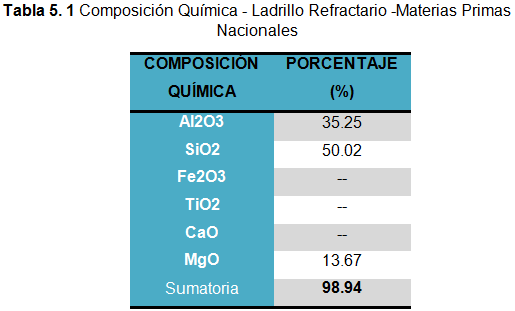 Tabla 5. 1 Composición Química - Ladrillo Refractario -Materias Primas
Nacionales
COMPOSICIÓN QUÍMICA PORCENTAJE (%)
Al2O3 35.25
SiO2 50.02
Fe2O3 --
TiO2 --
CaO --
MgO 13.67
Sumatoria 98.94